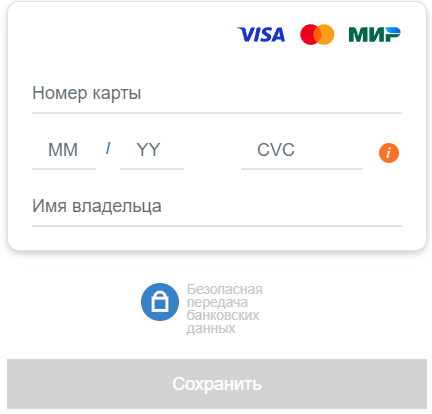 VISA МИР
Номер карты
MM / YY CVC i
Имя владельца
Безопасная
передача
банковских
данных
Сохранить